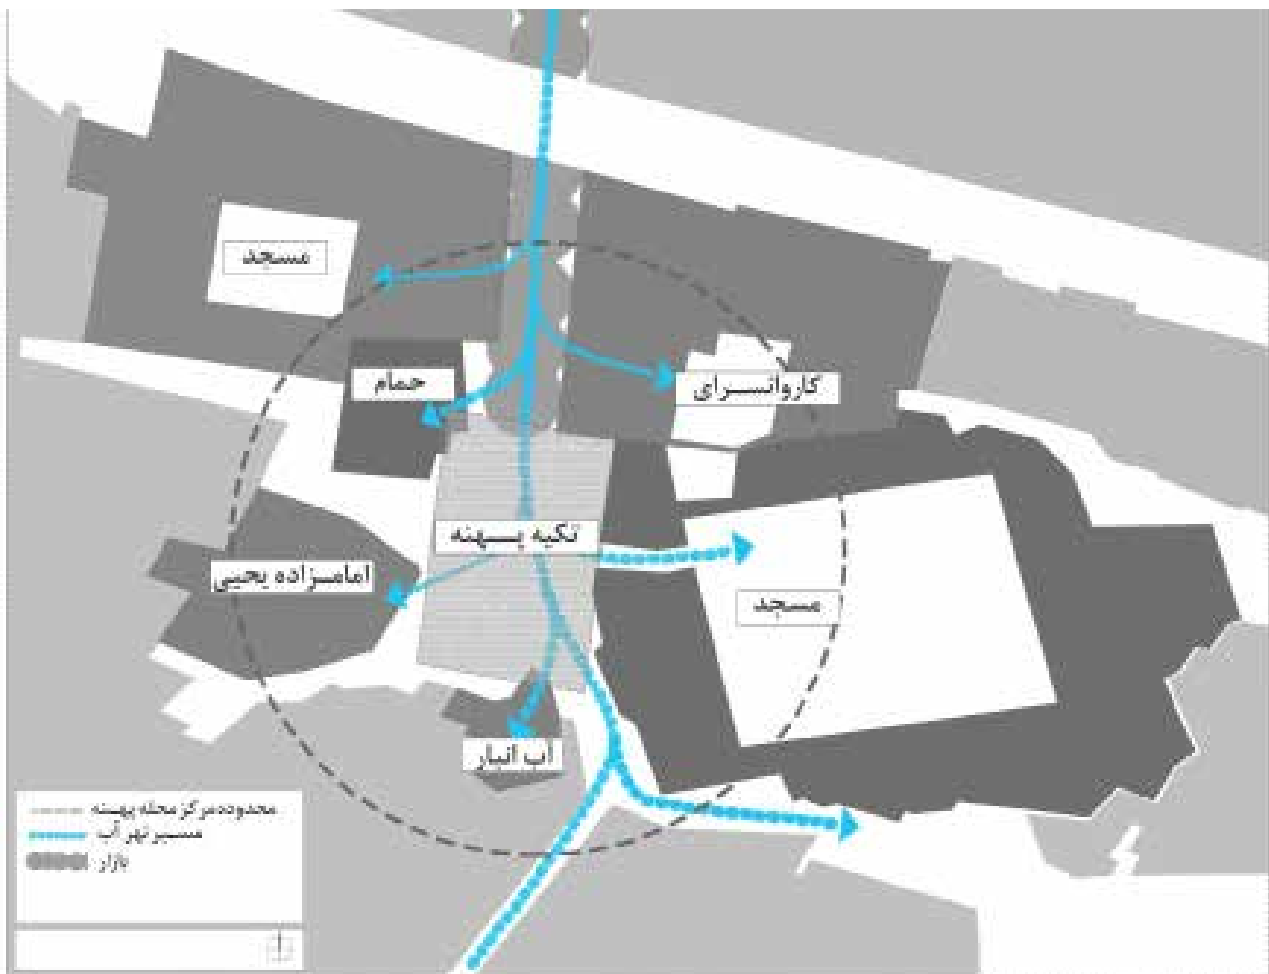 مسجد
حمام
کاروانسرای
تکیه پهنه
امامزاده یحیی
مسجد
آب انبار
محدوده مرکز محله پهنه
مسیر نهر آب
بازار